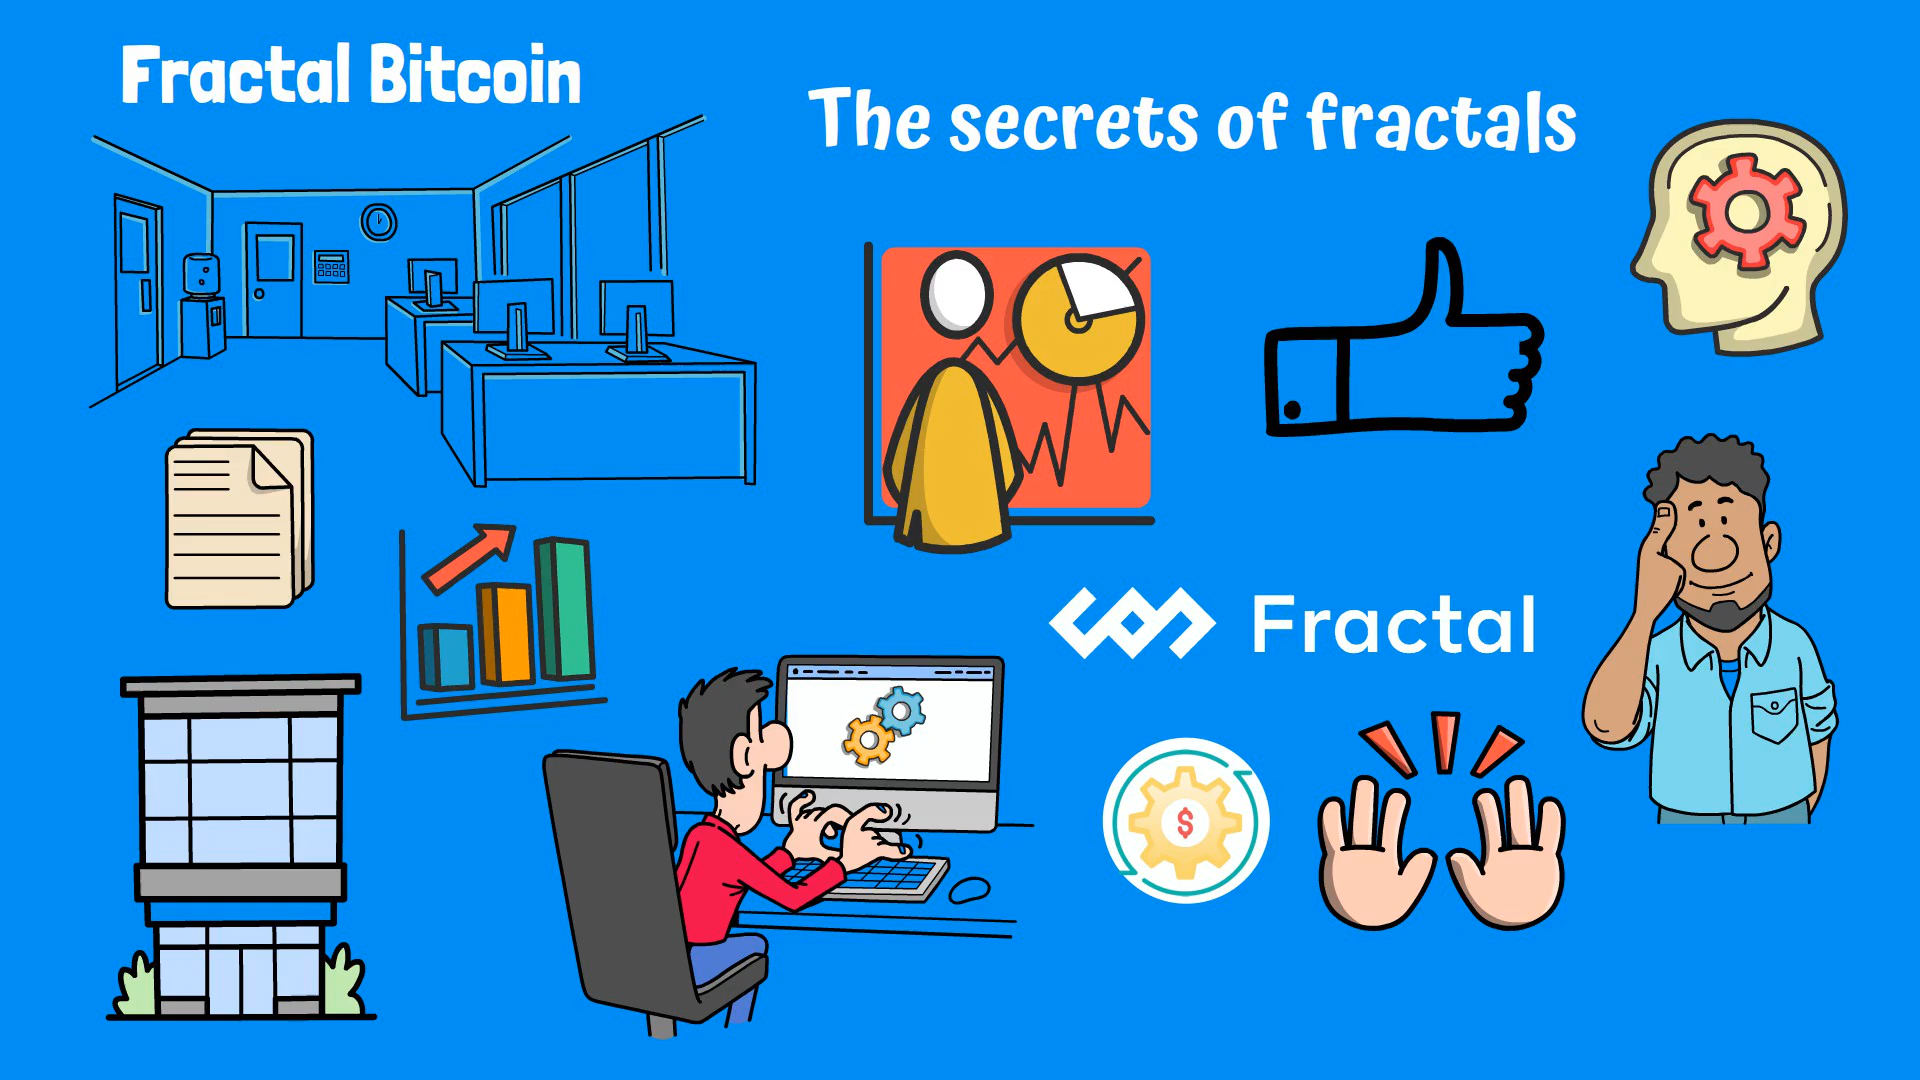 Fractal Bitcoin
The secrets of fractals
Fractal
$